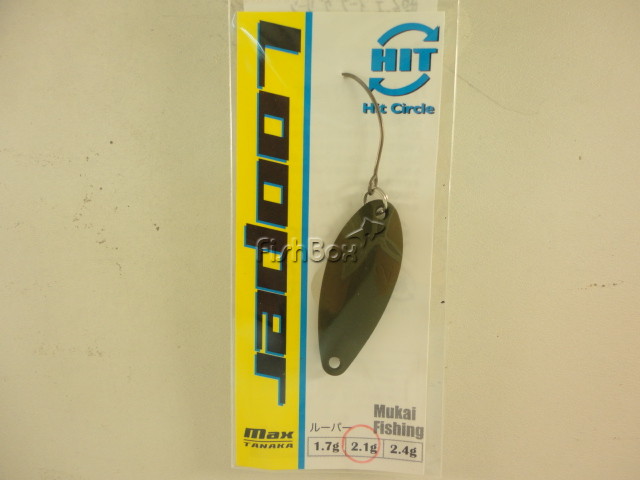 HIT
Hit Circle
Looper
FishBox
Mukai
Fishing
ルーパー
1.7g 2.1g 2.4g
max
TANAKA